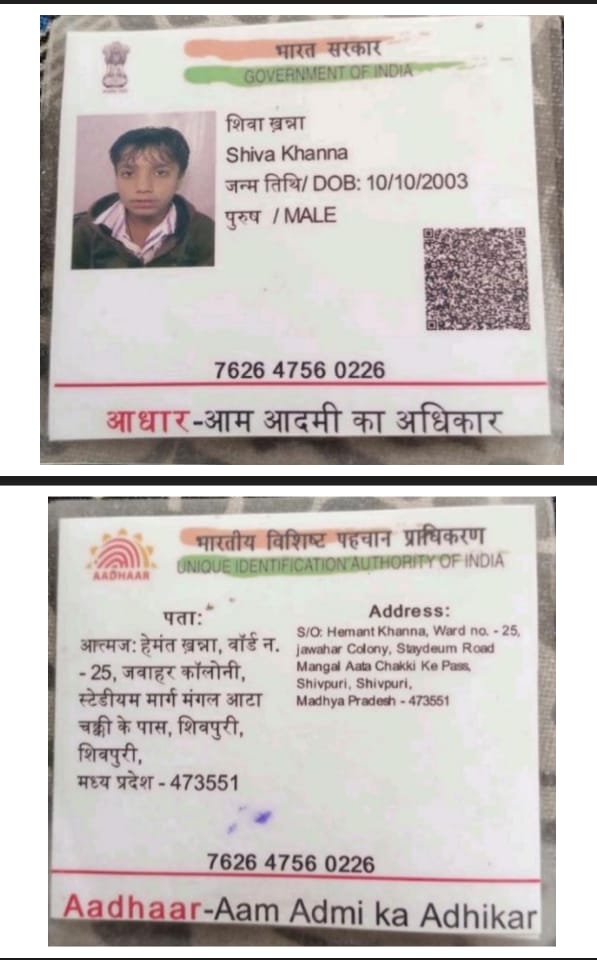 भारत सरकार
GOVERNMENT OF INDIA
शिवा ख़न्ना
Shiva Khanna
जन्म तिथि/ DOB: 10/10/2003
पुरुष / MALE
7626 4756 0226
आधार-आम आदमी का अधिकार
भारतीय विशिष्ट पहचान प्राधिकरण
UNIQUE IDENTIFICATION AUTHORITY OF INDIA
AADHAAR
पता:
आत्मज: हेमंत ख़न्ना, वॉर्ड न.
- 25, जवाहर कॉलोनी,
स्टेडीयम मार्ग मंगल आटा
चक्की के पास, शिवपुरी,
शिवपुरी,
मध्य प्रदेश - 473551
Address:
S/O: Hemant Khanna, Ward no. - 25,
jawahar Colony, Staydeum Road
Mangal Aata Chakki Ke Pass,
Shivpuri, Shivpuri,
Madhya Pradesh - 473551
7626 4756 0226
Aadhaar-Aam Admi ka Adhikar